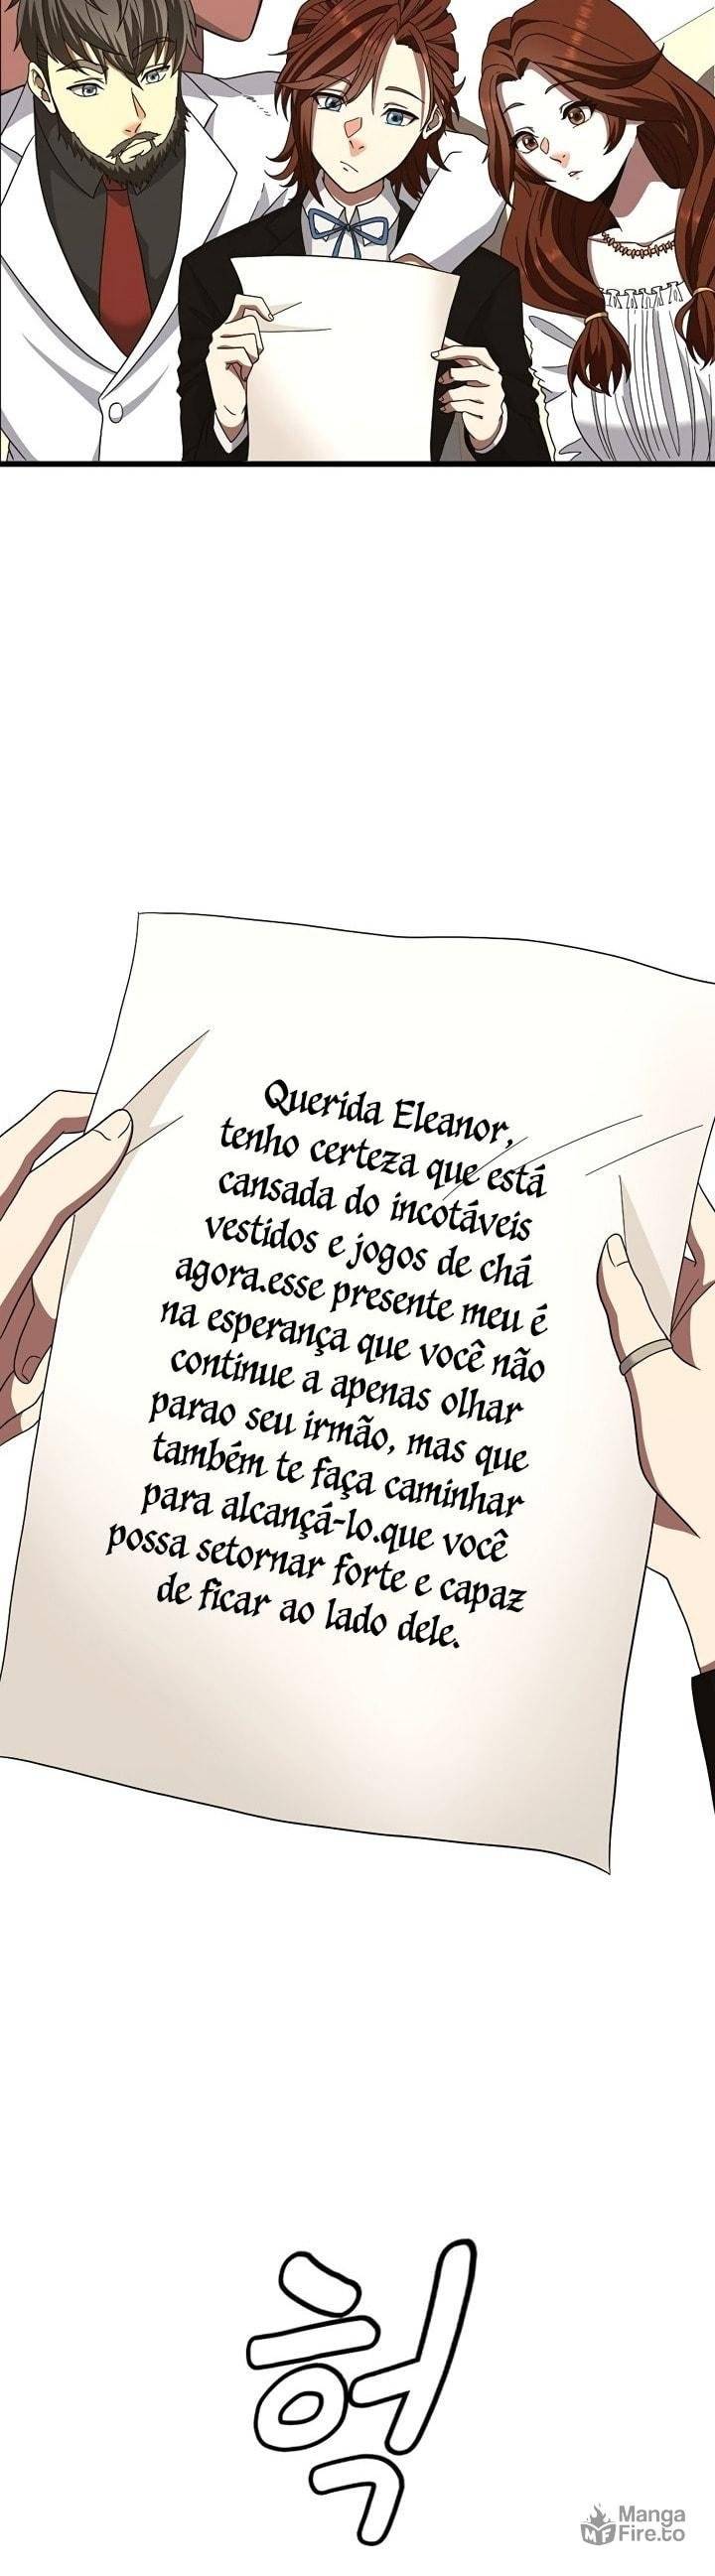 Querida Eleanor,
tenho certeza que está
cansada do incotáveis
vestidos e jogos de chá
agora.esse presente meu é
na esperança que você não
continue a apenas olhar
parao seu irmão, mas que
também te faça caminhar
para alcançá-lo.que você
possa setornar forte e capaz
de ficar ao lado dele.
헉
Manga
Fire.to